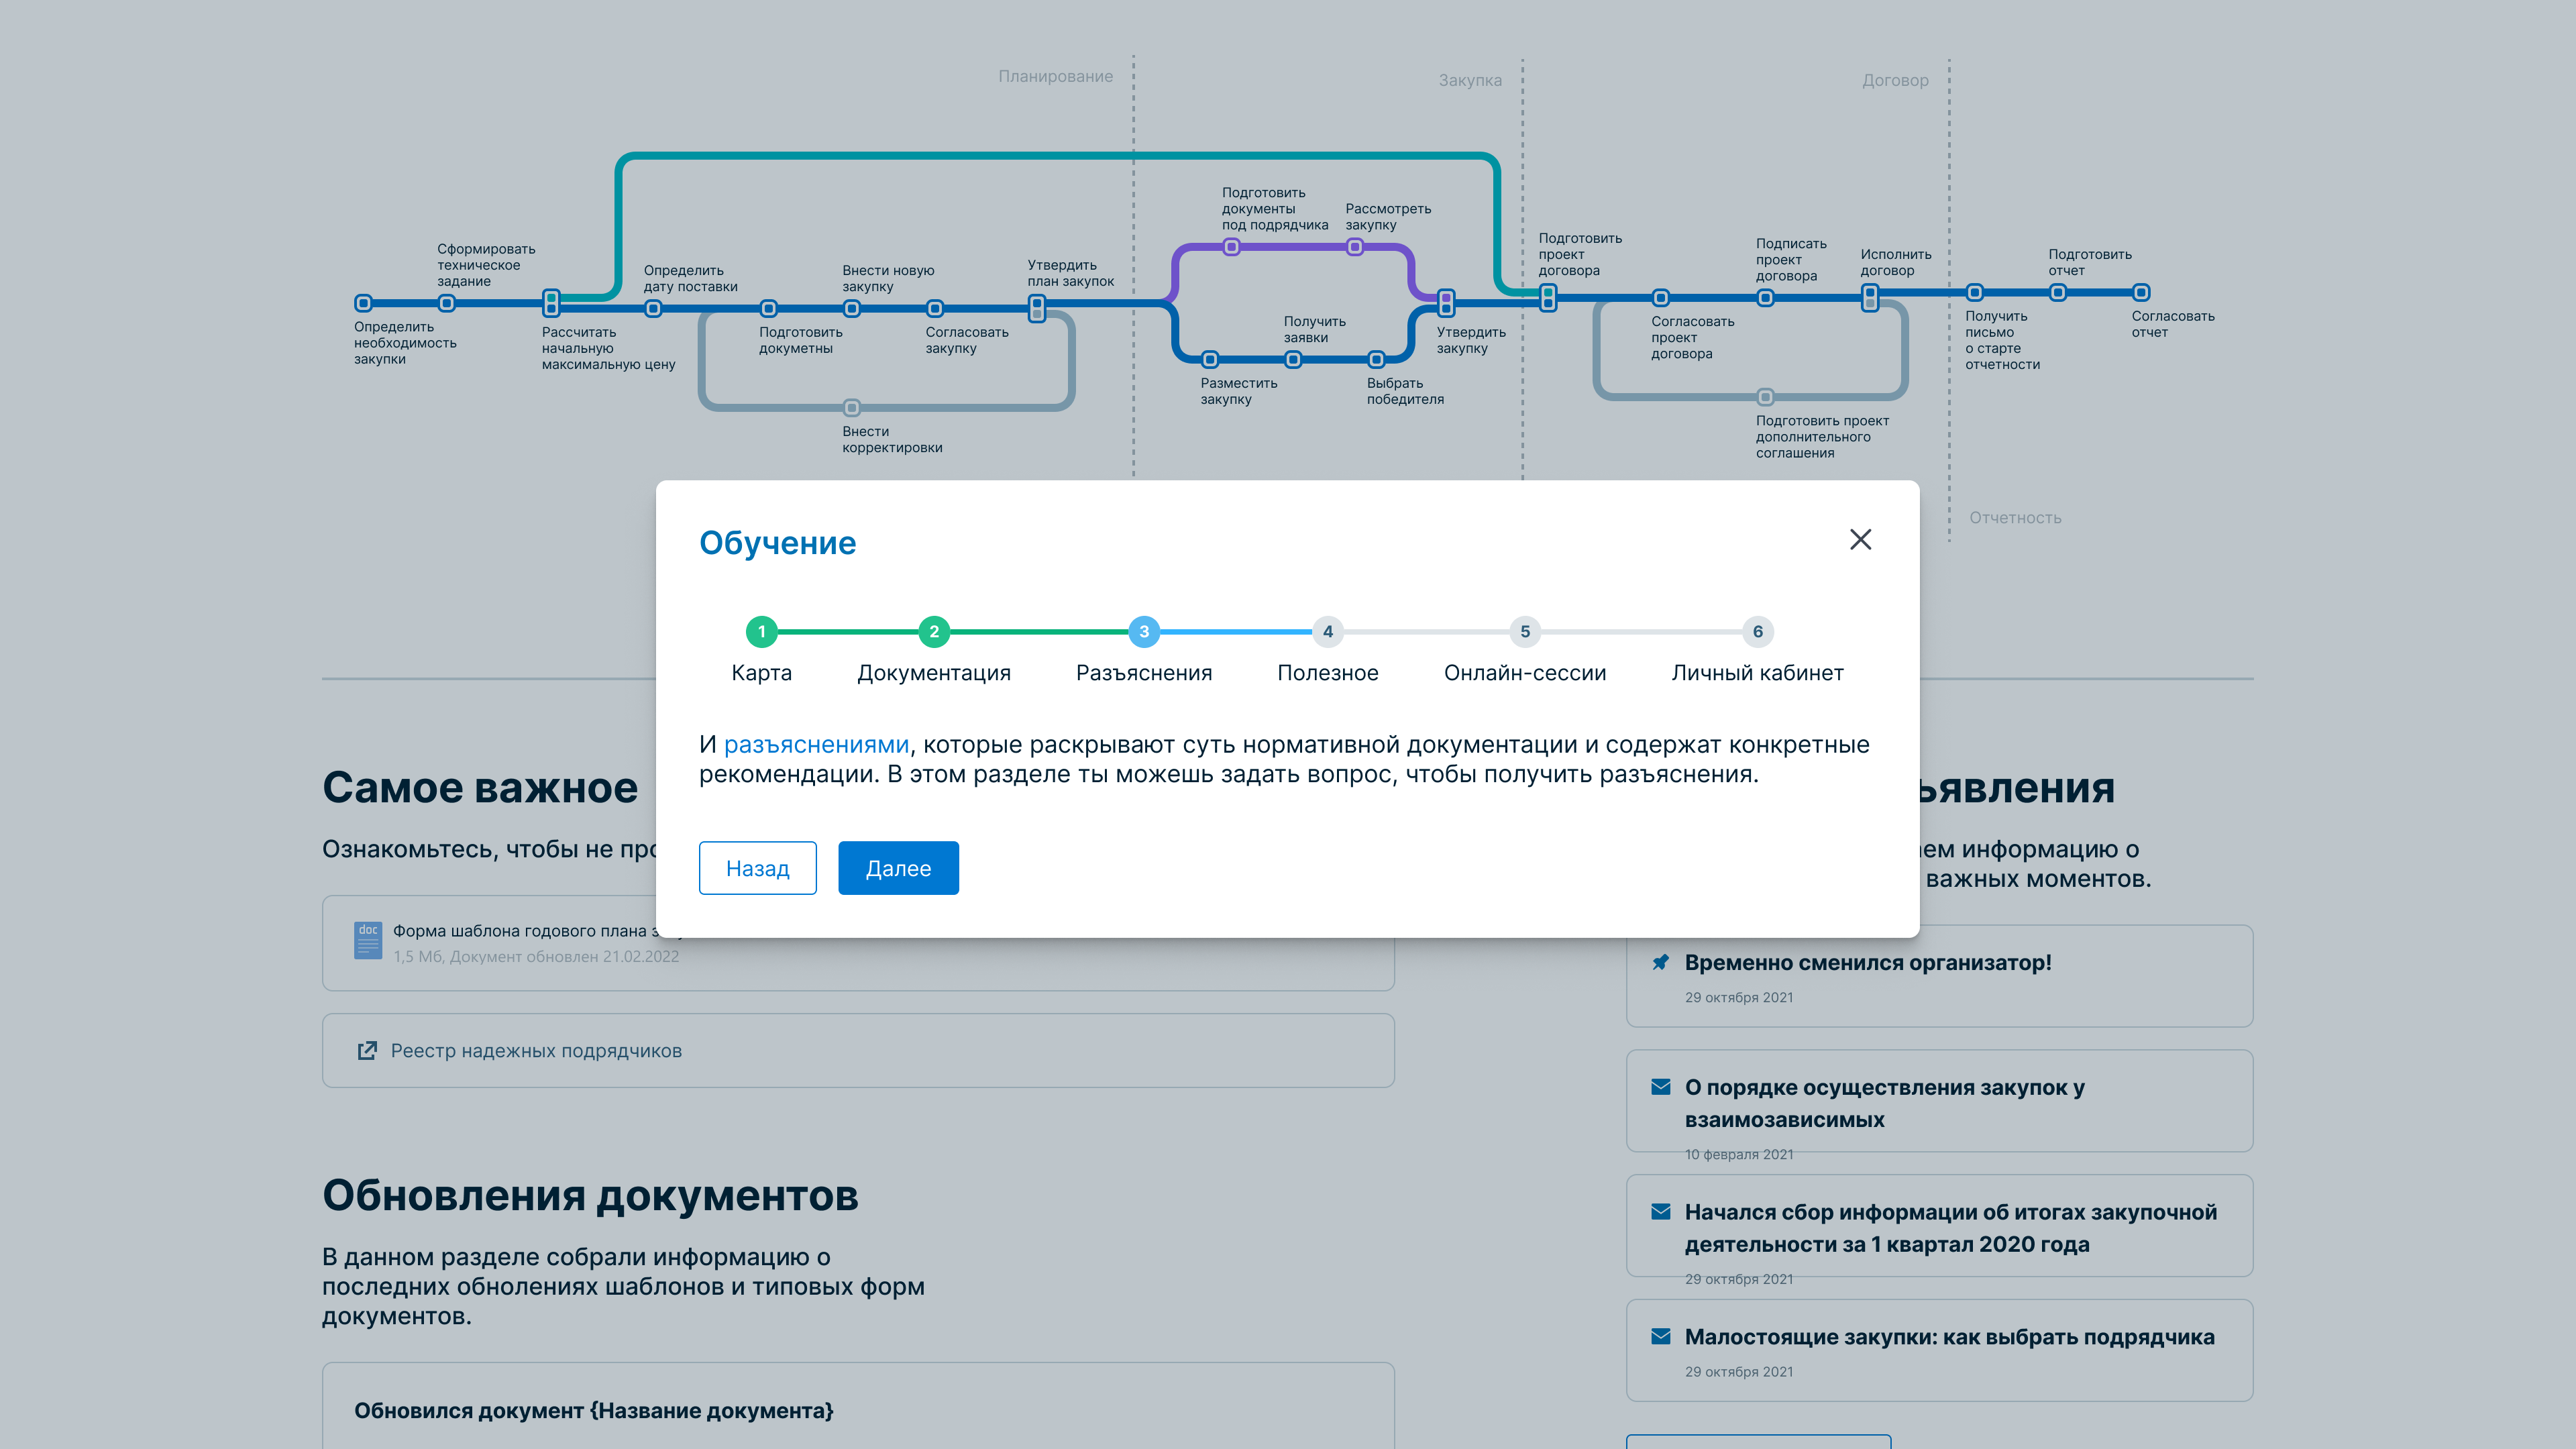 Планирование
Закупка
Договор
Подготовить
документы
под подрядчика
Рассмотреть
закупку
Сформировать
техническое
задание
Определить
дату поставки
Внести новую
закупку
Утвердить
план закупок
Подготовить
проект
договора
Подписать
проект
договора
Исполнить
договор
Подготовить
отчет
Определить
необходимость
закупки
Рассчитать
начальную
максимальную цену
Подготовить
докуметны
Согласовать
закупку
Получить
заявки
Утвердить
закупку
Согласовать
проект
договора
Получить
письмо
о старте
отчетности
Согласовать
отчет
Разместить
закупку
Выбрать
победителя
Внести
корректировки
Подготовить проект
дополнительного
соглашения
Отчетность
Обучение
1
2
3
4
5
6
Карта
Документация
Разъяснения
Полезное
Онлайн-сессии
Личный кабинет
И разъяснениями, которые раскрывают суть нормативной документации и содержат конкретные
рекомендации. В этом разделе ты можешь задать вопрос, чтобы получить разъяснения.
Назад
Далее
Самое важное
Ознакомьтесь, чтобы не
doc
Форма шаблона годового плана
1,5 Мб, Документ обновлен 21.02.2022
Реестр надежных подрядчиков
Обновления документов
В данном разделе собрали информацию о
последних обнолениях шаблонов и типовых форм
документов.
Обновился документ {Название документа}
информацию о
важных моментов.
Временно сменился организатор!
29 октября 2021
О порядке осуществления закупок у
взаимозависимых
10 февраля 2021
Начался сбор информации об итогах закупочной
деятельности за 1 квартал 2020 года
29 октября 2021
Малостоящие закупки: как выбрать подрядчика
29 октября 2021